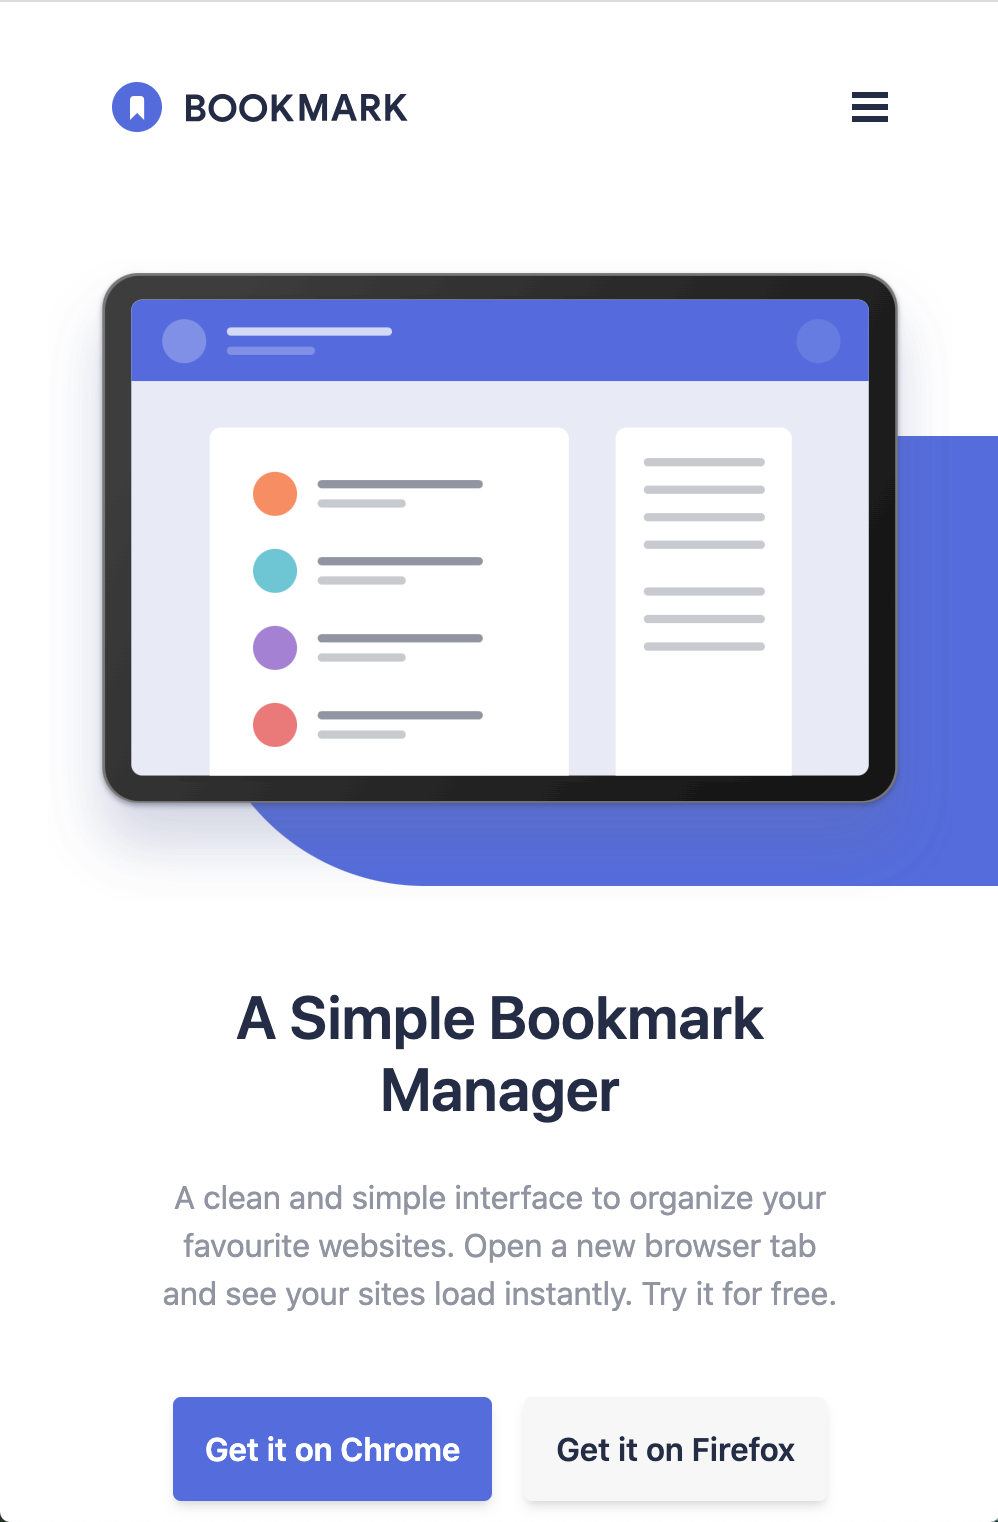 BOOKMARK
A Simple Bookmark
Manager
A clean and simple interface to organize your
favourite websites. Open a new browser tab
and see your sites load instantly. Try it for free.
Get it on Chrome
Get it on Firefox